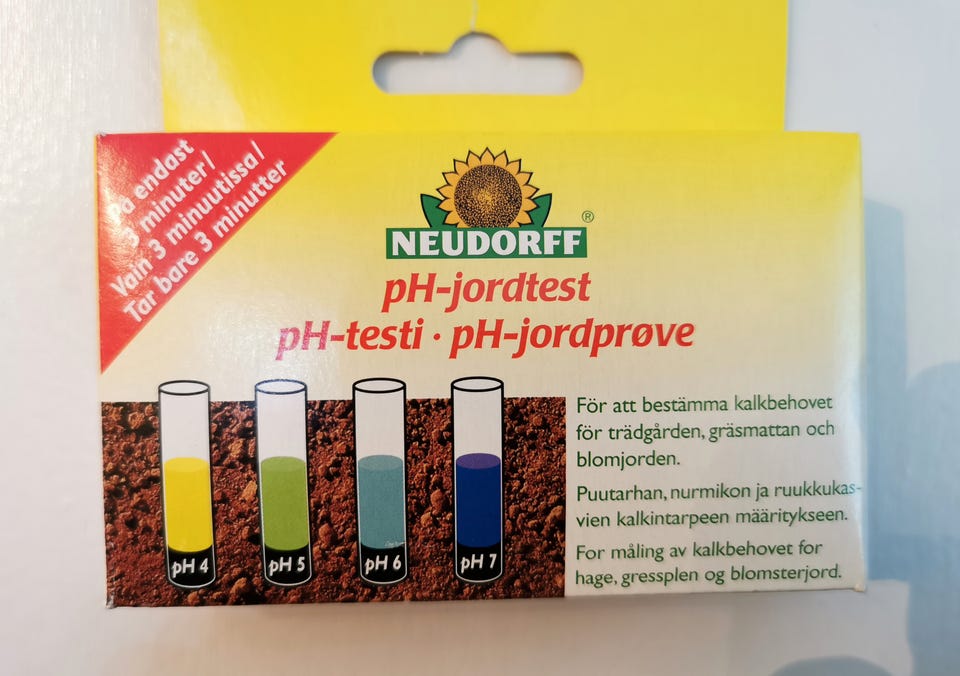 endast
3 minuter/
Vain 3 minuutissa/
Tar bare 3 minutter
NEUDORFF®
pH-jordtest
pH-testi · pH-jordprøve
För att bestämma kalkbehovet
för trädgården, gräsmattan och
blomjorden.
Puutarhan, nurmikon ja ruukkukas-
vien kalkintarpeen määritykseen.
For måling av kalkbehovet for
hage, gressplen og blomsterjord.
pH 4 pH 5 pH 6 pH 7